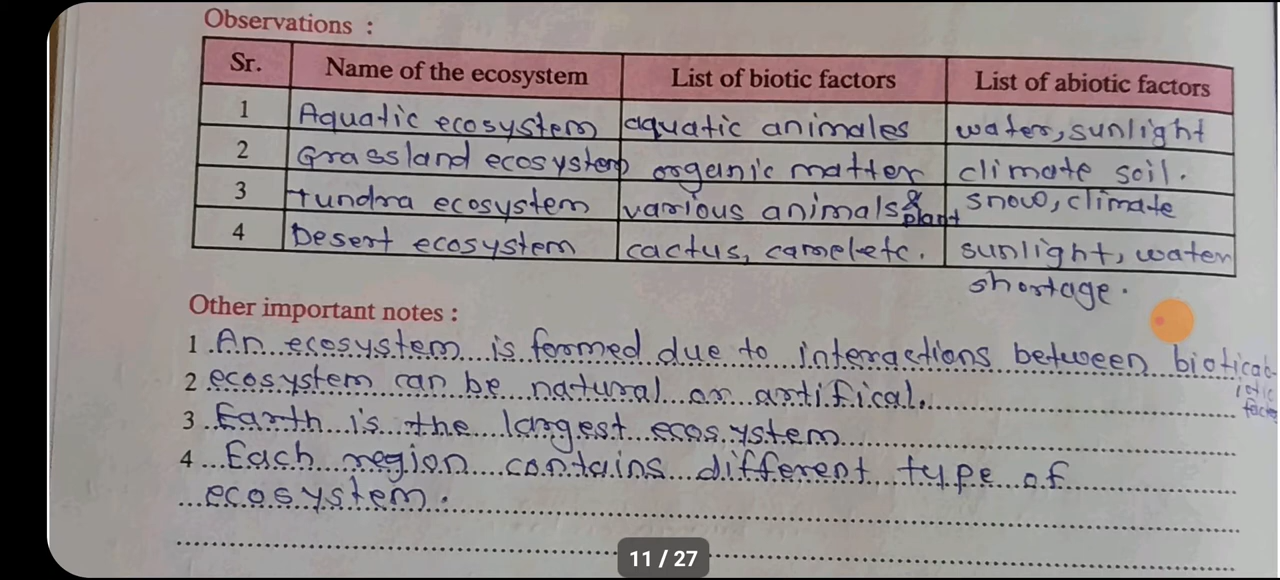 Observations :
Sr. Name of the ecosystem List of biotic factors List of abiotic factors
1 Aquatic ecosystem aquatic animales water, sunlight
2 Grassland ecosystem organic matter climate soil.
3 tundra ecosystem various animals & plant snow, climate
4 Desert ecosystem cactus, camel etc. sunlight, water
shortage.
Other important notes :
1 An ecosystem is formed due to interactions between biotic
2 ecosystem can be natural or artifical.
3 Earth is the largest ecosystem
4 Each region contains different type of
ecosystem.
11 / 27